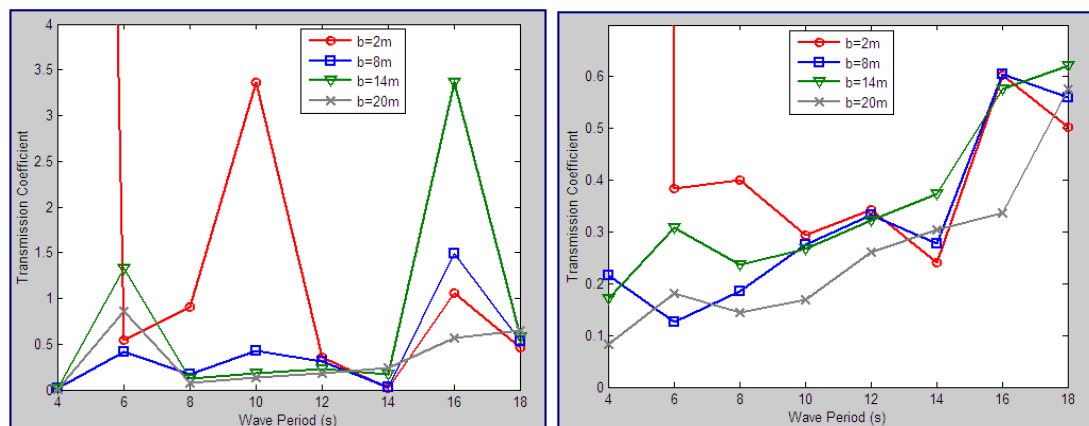 4
3.5
3
2.5
2
1.5
1
0.5
0
Transmission Coefficient
b=2m
b=8m
b=14m
b=20m
4 6 8 10 12 14 16 18
Wave Period (s)
0.6
0.5
0.4
0.3
0.2
0.1
0
Transmission Coefficient
b=2m
b=8m
b=14m
b=20m
4 6 8 10 12 14 16 18
Wave Period (s)